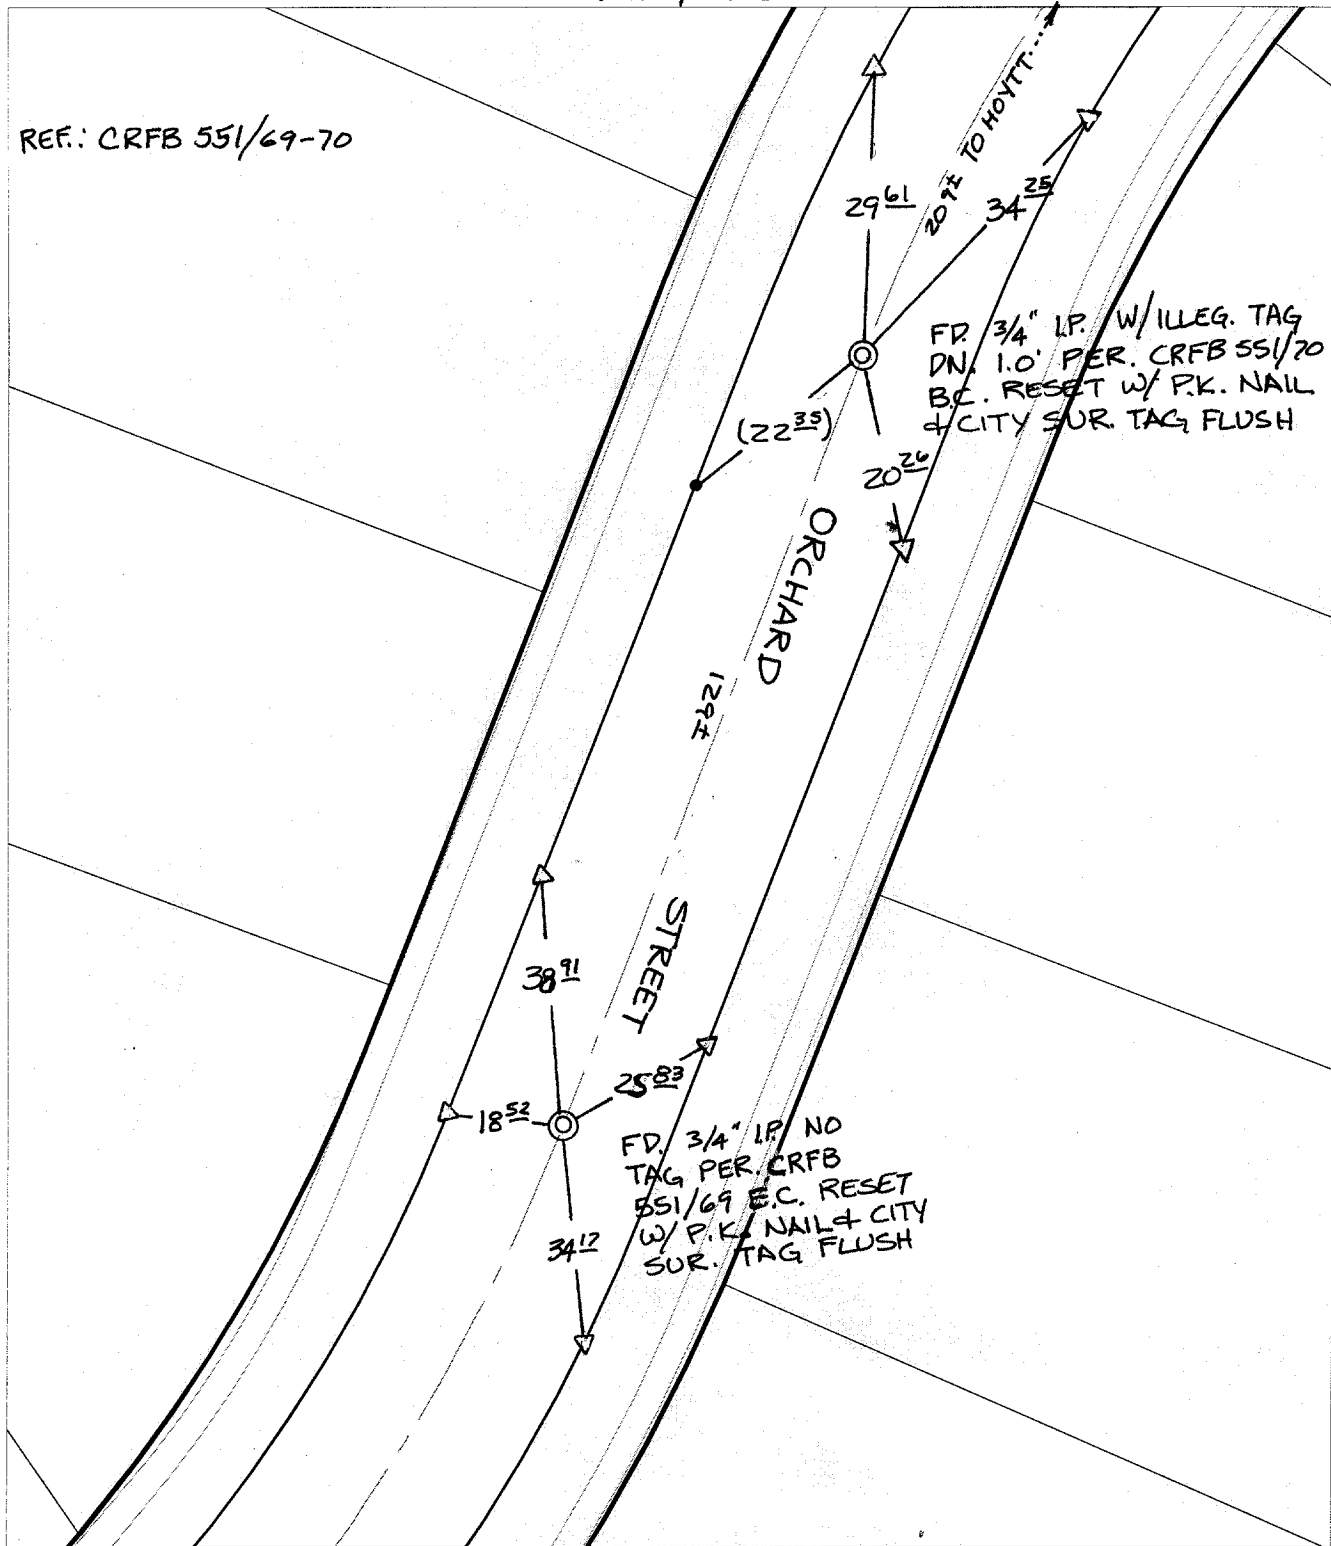 REF.: CRFB 551/69-70
209± TO HOYTT
29 61
34 25
FD. 3/4" I.P. W/ ILLEG. TAG
DN. 1.0' PER. CRFB 551/70
B.C. RESET W/ P.K. NAIL
& CITY SUR. TAG FLUSH
(22 35)
20 26
ORCHARD
129±
STREET
38 91
25 83
18 52
FD. 3/4" I.P. NO
TAG PER. CRFB
551/69 E.C. RESET
W/ P.K. NAIL & CITY
SUR. TAG FLUSH
34 17